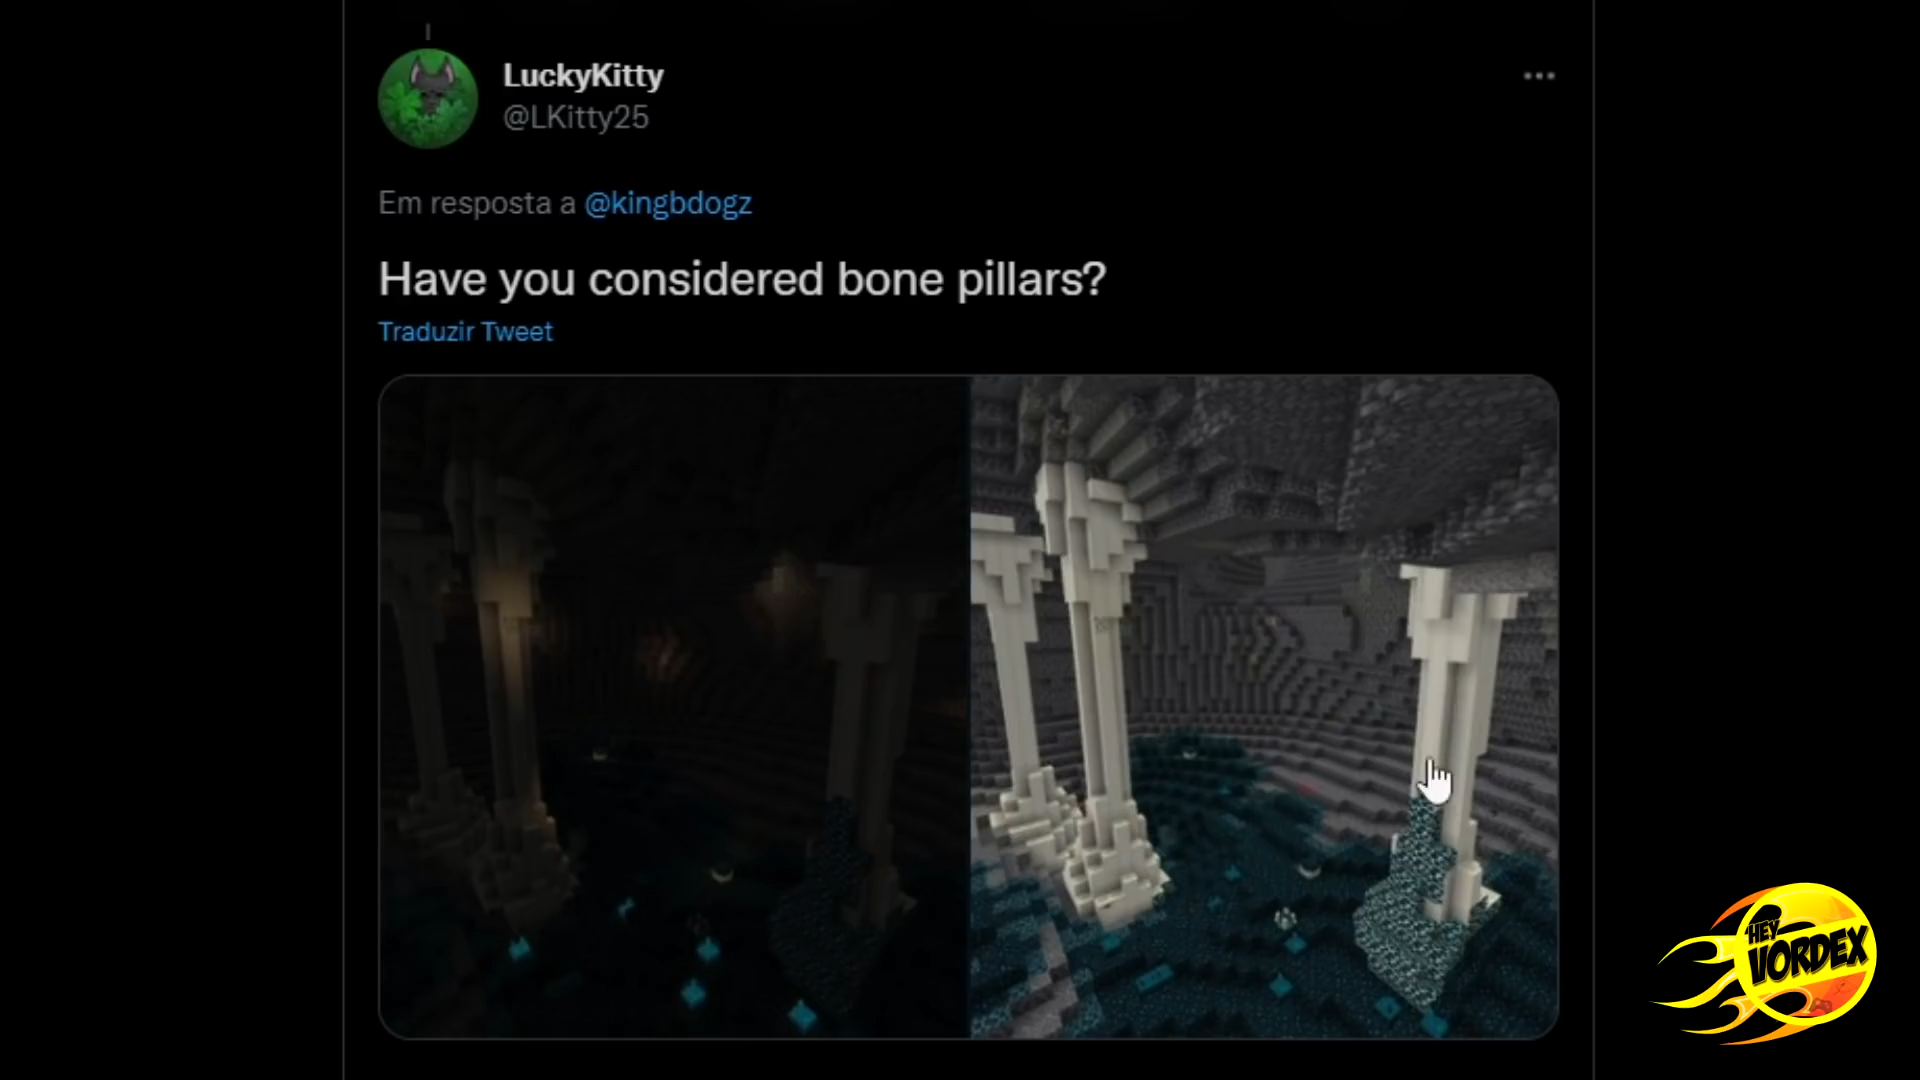 LuckyKitty
@LKitty25
Em resposta a @kingbdogz
Have you considered bone pillars?
Traduzir Tweet
HEY
VORDEX